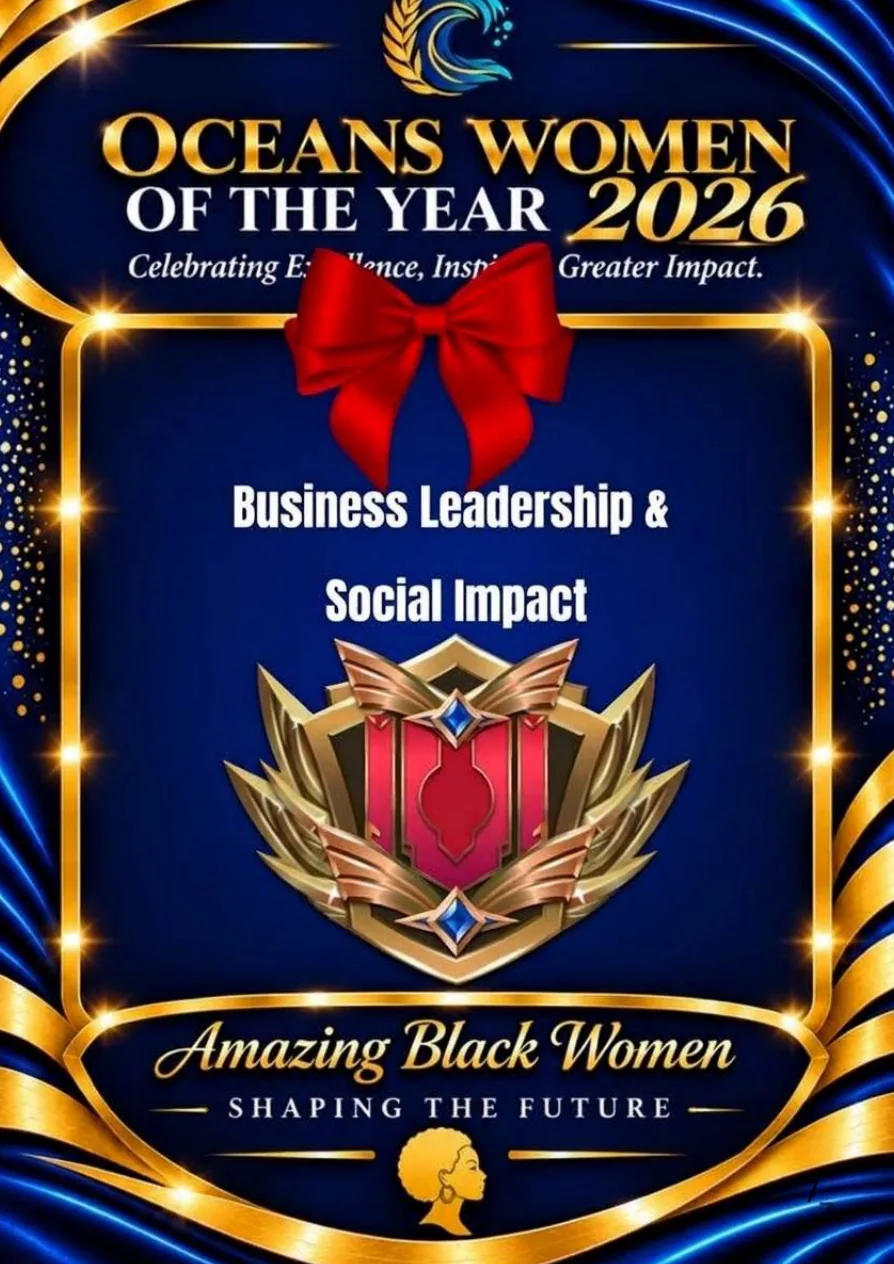 OCEANS WOMEN
OF THE YEAR 2026
Celebrating Greater Impact.
Business Leadership &
Social Impact
Amazing Black Women
SHAPING THE FUTURE